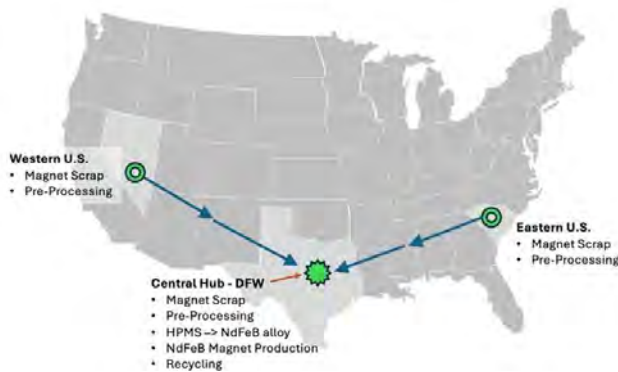 Western U.S.
• Magnet Scrap
• Pre-Processing
Eastern U.S.
• Magnet Scrap
• Pre-Processing
Central Hub - DFW
• Magnet Scrap
• Pre-Processing
• HPMS –> NdFeB alloy
• NdFeB Magnet Production
• Recycling